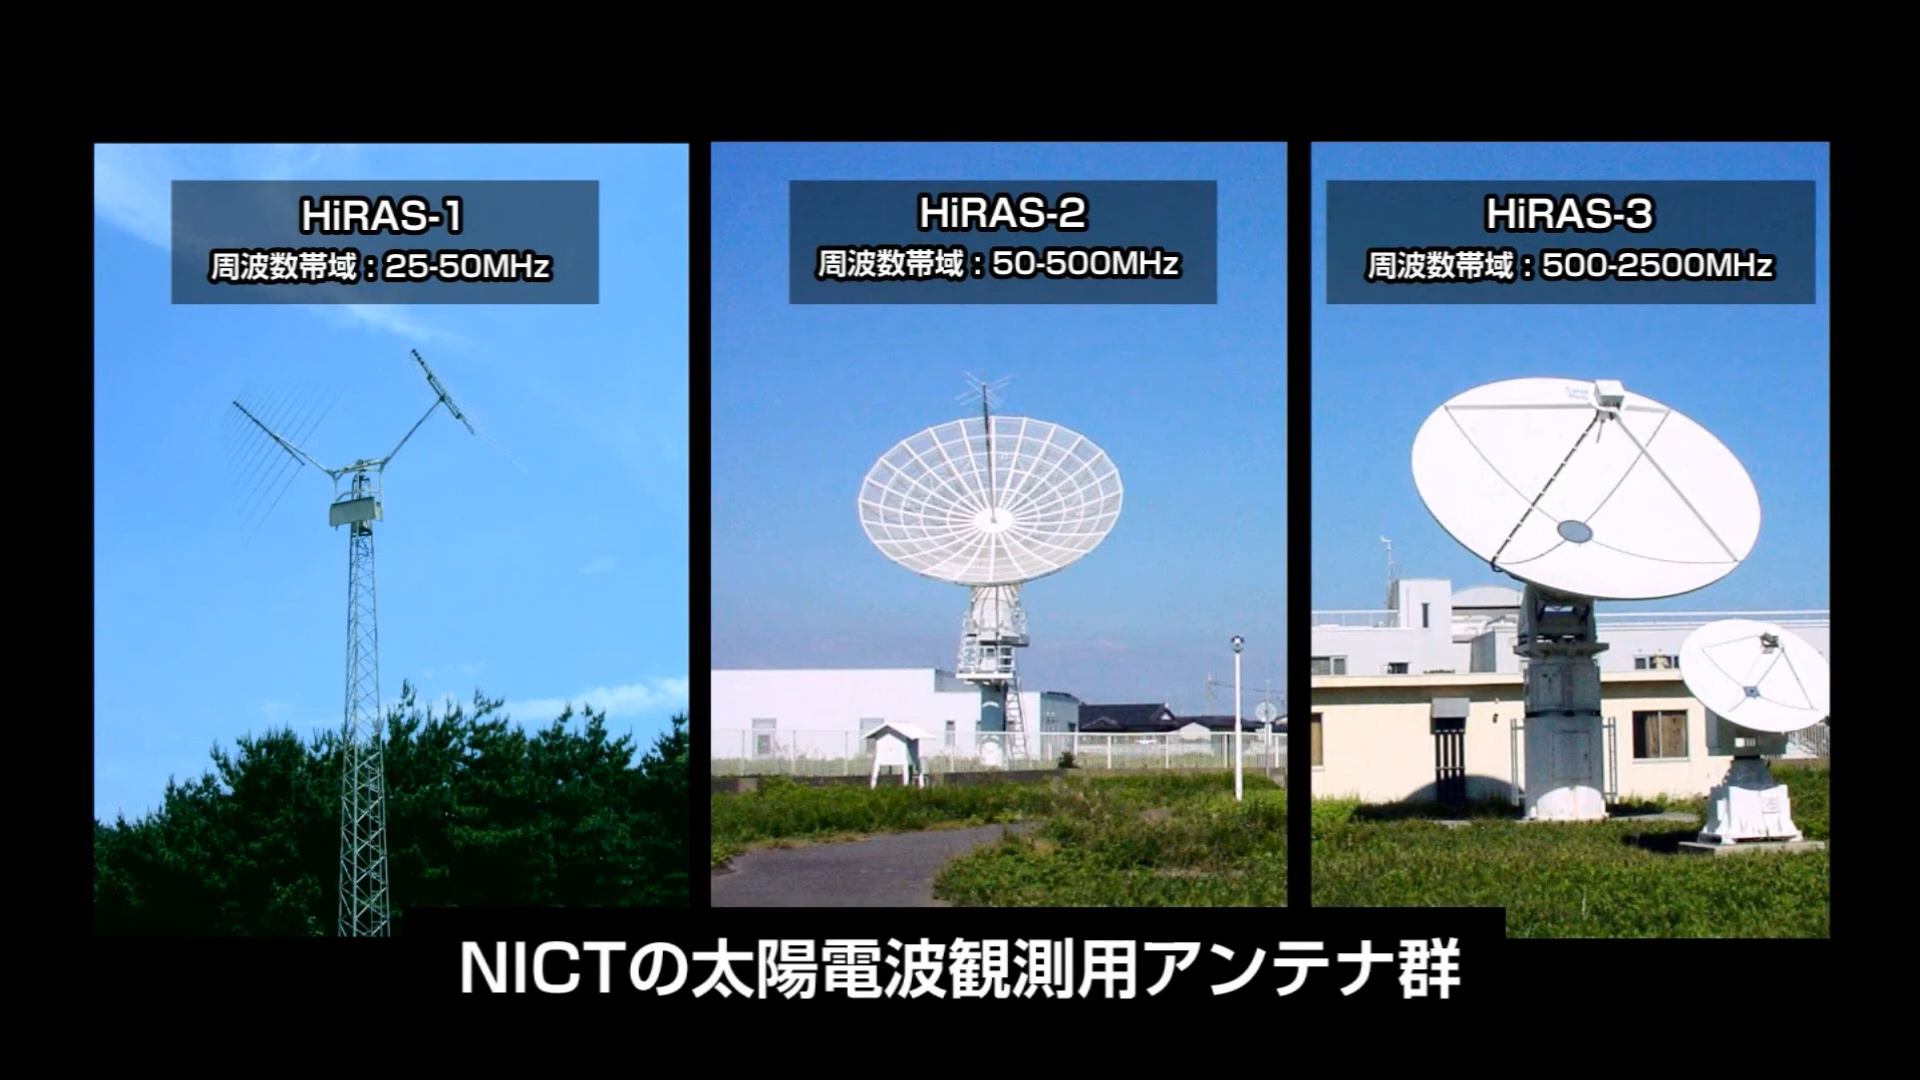 HiRAS-1
周波数帯域：25-50MHz
HiRAS-2
周波数帯域：50-500MHz
HiRAS-3
周波数帯域：500-2500MHz
NICTの太陽電波観測用アンテナ群